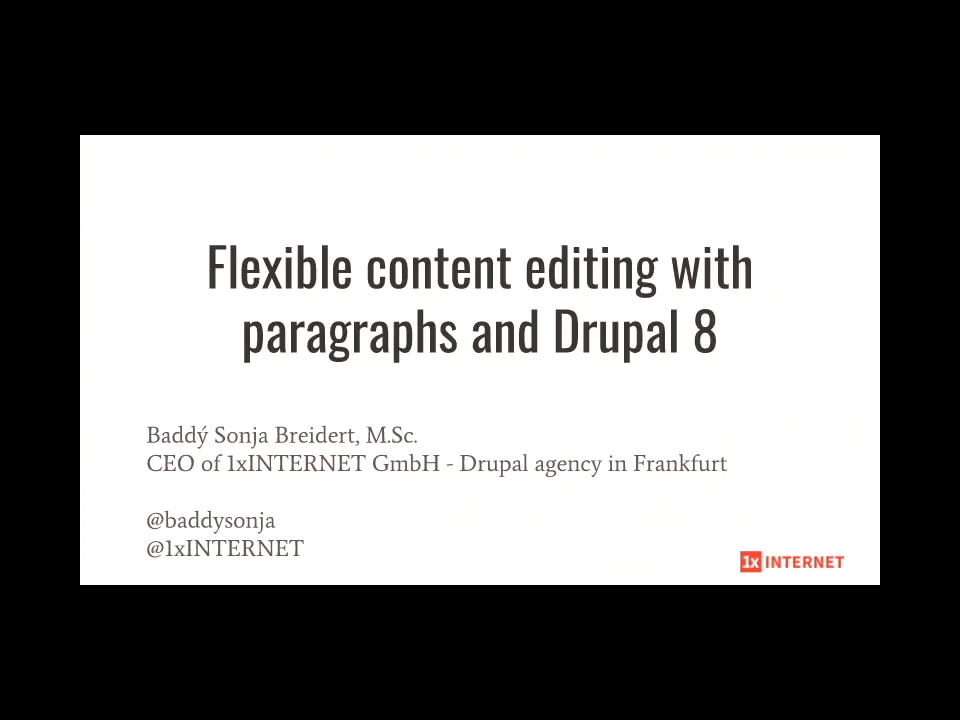 Flexible content editing with
paragraphs and Drupal 8
Baddý Sonja Breidert, M.Sc.
CEO of 1xINTERNET GmbH - Drupal agency in Frankfurt
@baddysonja
@1xINTERNET
1x INTERNET